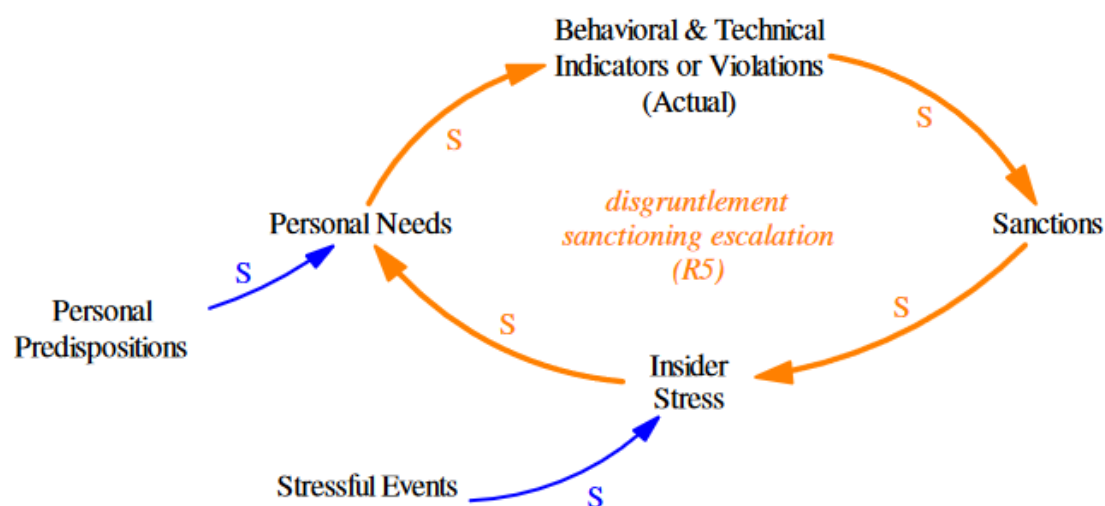 Behavioral & Technical
Indicators or Violations
(Actual)
S
S
disgruntlement
sanctioning escalation
(R5)
Personal Needs
Sanctions
S
Personal
Predispositions
S
S
Insider
Stress
Stressful Events
S